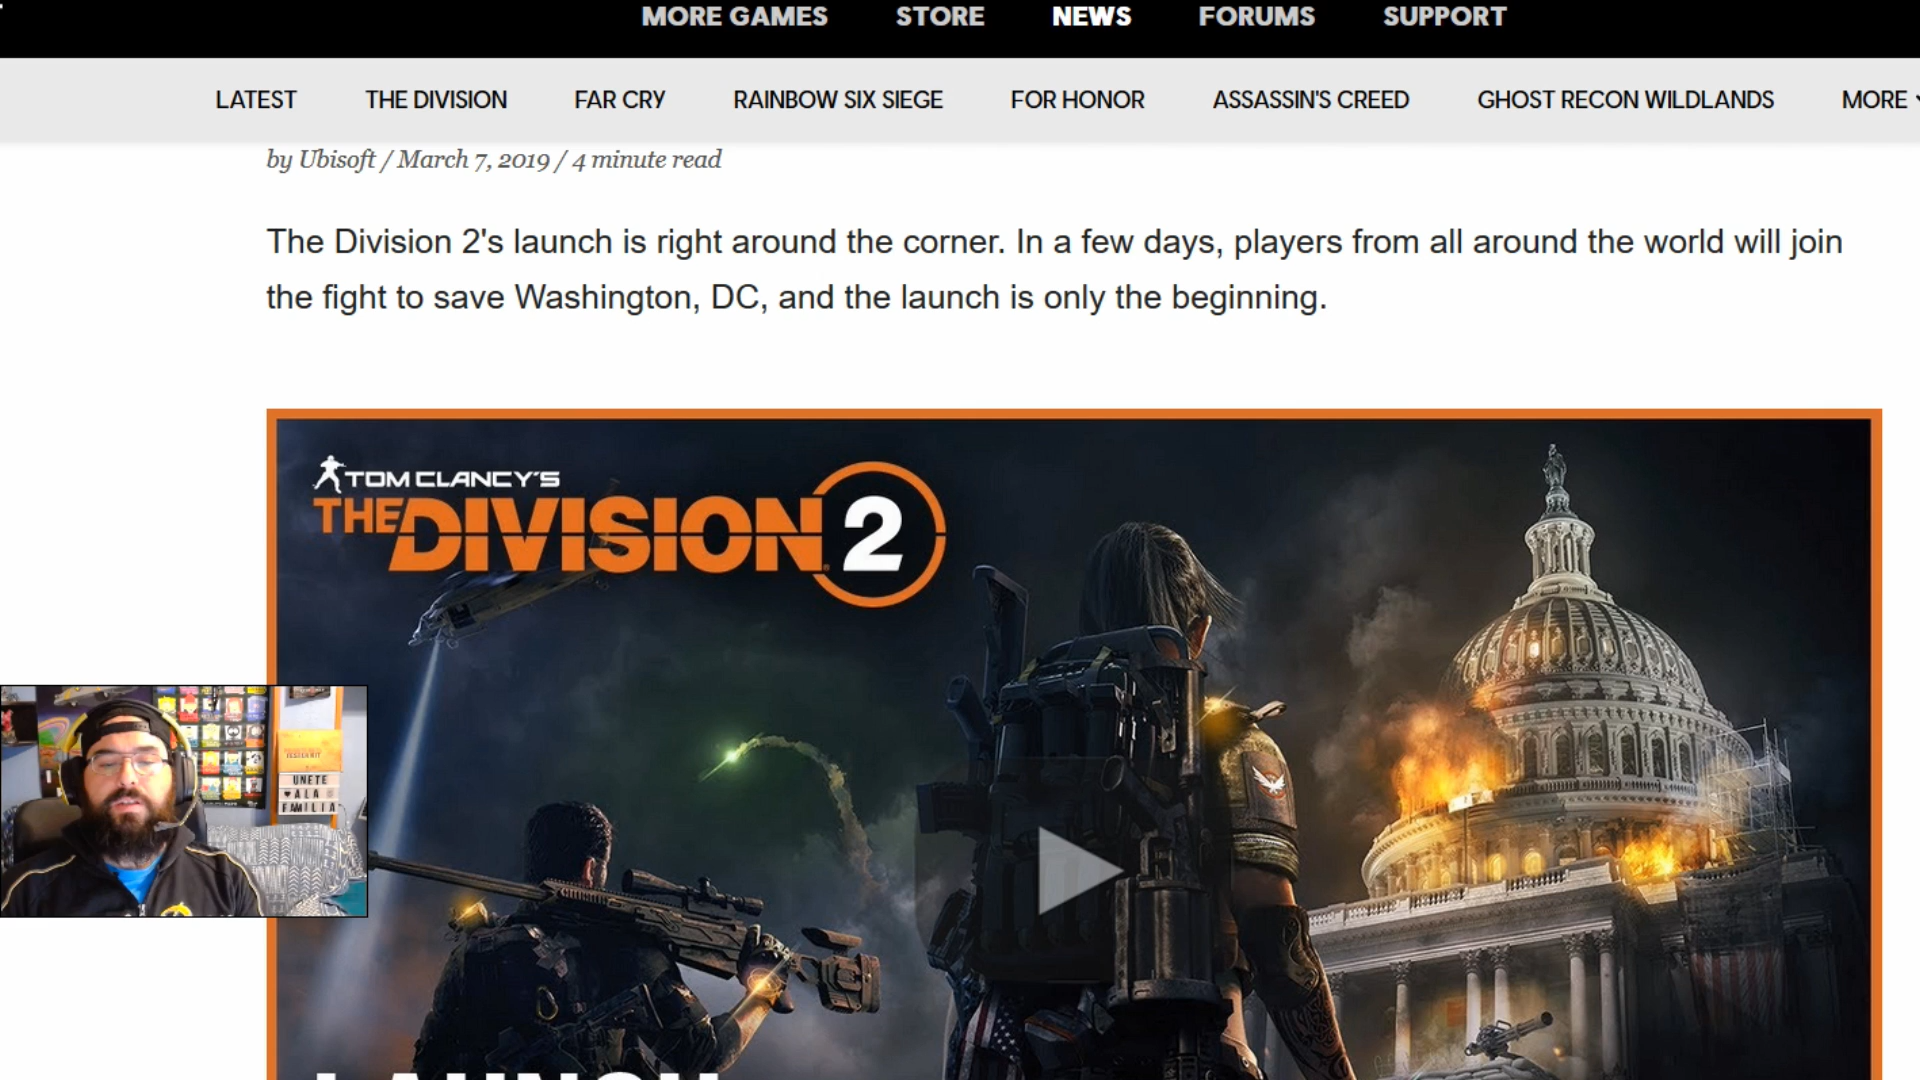 MORE GAMES STORE NEWS FORUMS SUPPORT
LATEST THE DIVISION FAR CRY RAINBOW SIX SIEGE FOR HONOR ASSASSIN'S CREED GHOST RECON WILDLANDS MORE
by Ubisoft / March 7, 2019 / 4 minute read
The Division 2's launch is right around the corner. In a few days, players from all around the world will join
the fight to save Washington, DC, and the launch is only the beginning.
TOM CLANCY'S
THE DIVISION 2
UNETE
♥ A LA
FAMILIA
LAUNCH